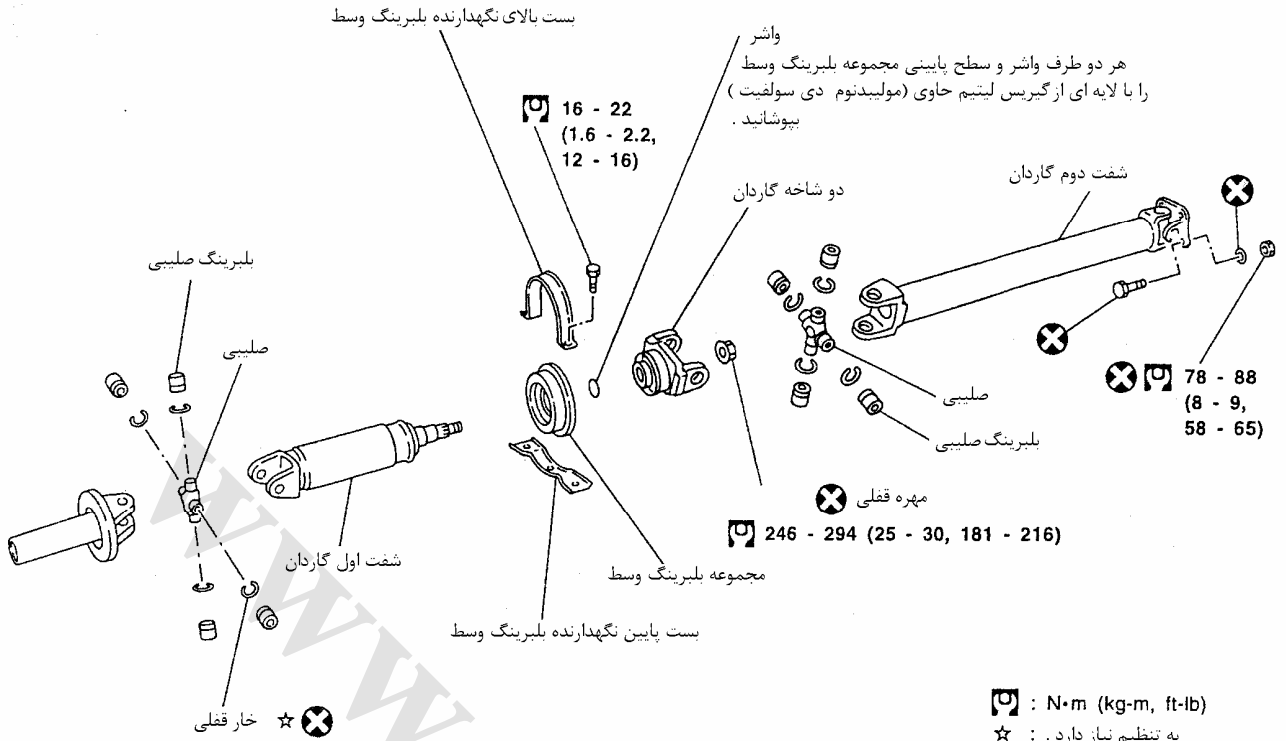 بست بالای نگهدارنده بلبرینگ وسط
واشر
هر دو طرف واشر و سطح پایینی مجموعه بلبرینگ وسط
را با لایه ای از گیریس لیتیم حاوی (مولیبدنوم دی سولفیت )
بپوشانید .
16 - 22
(1.6 - 2.2,
12 - 16)
شفت دوم گاردان
دو شاخه گاردان
بلبرینگ صلیبی
صلیبی
78 - 88
(8 - 9,
58 - 65)
صلیبی
بلبرینگ صلیبی
مهره قفلی
246 - 294 (25 - 30, 181 - 216)
شفت اول گاردان
مجموعه بلبرینگ وسط
بست پایین نگهدارنده بلبرینگ وسط
خار قفلی ☆
: N•m (kg-m, ft-lb)
☆ : به تنظیم نیاز دارد .
WWW